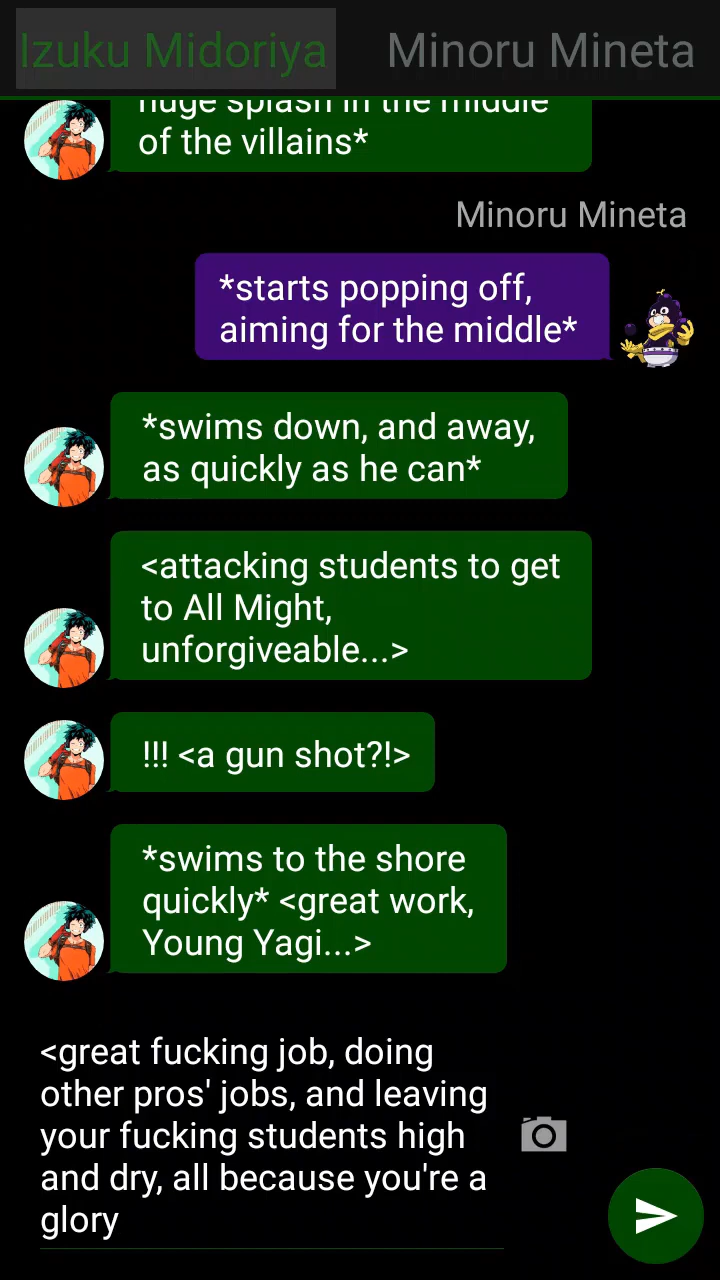 Izuku Midoriya
Minoru Mineta
huge splash in the middle
of the villains*
Minoru Mineta
*starts popping off,
aiming for the middle*
*swims down, and away,
as quickly as he can*
<attacking students to get
to All Might,
unforgiveable...>
!!! <a gun shot?!>
*swims to the shore
quickly* <great work,
Young Yagi...>
<great fucking job, doing
other pros' jobs, and leaving
your fucking students high
and dry, all because you're a
glory